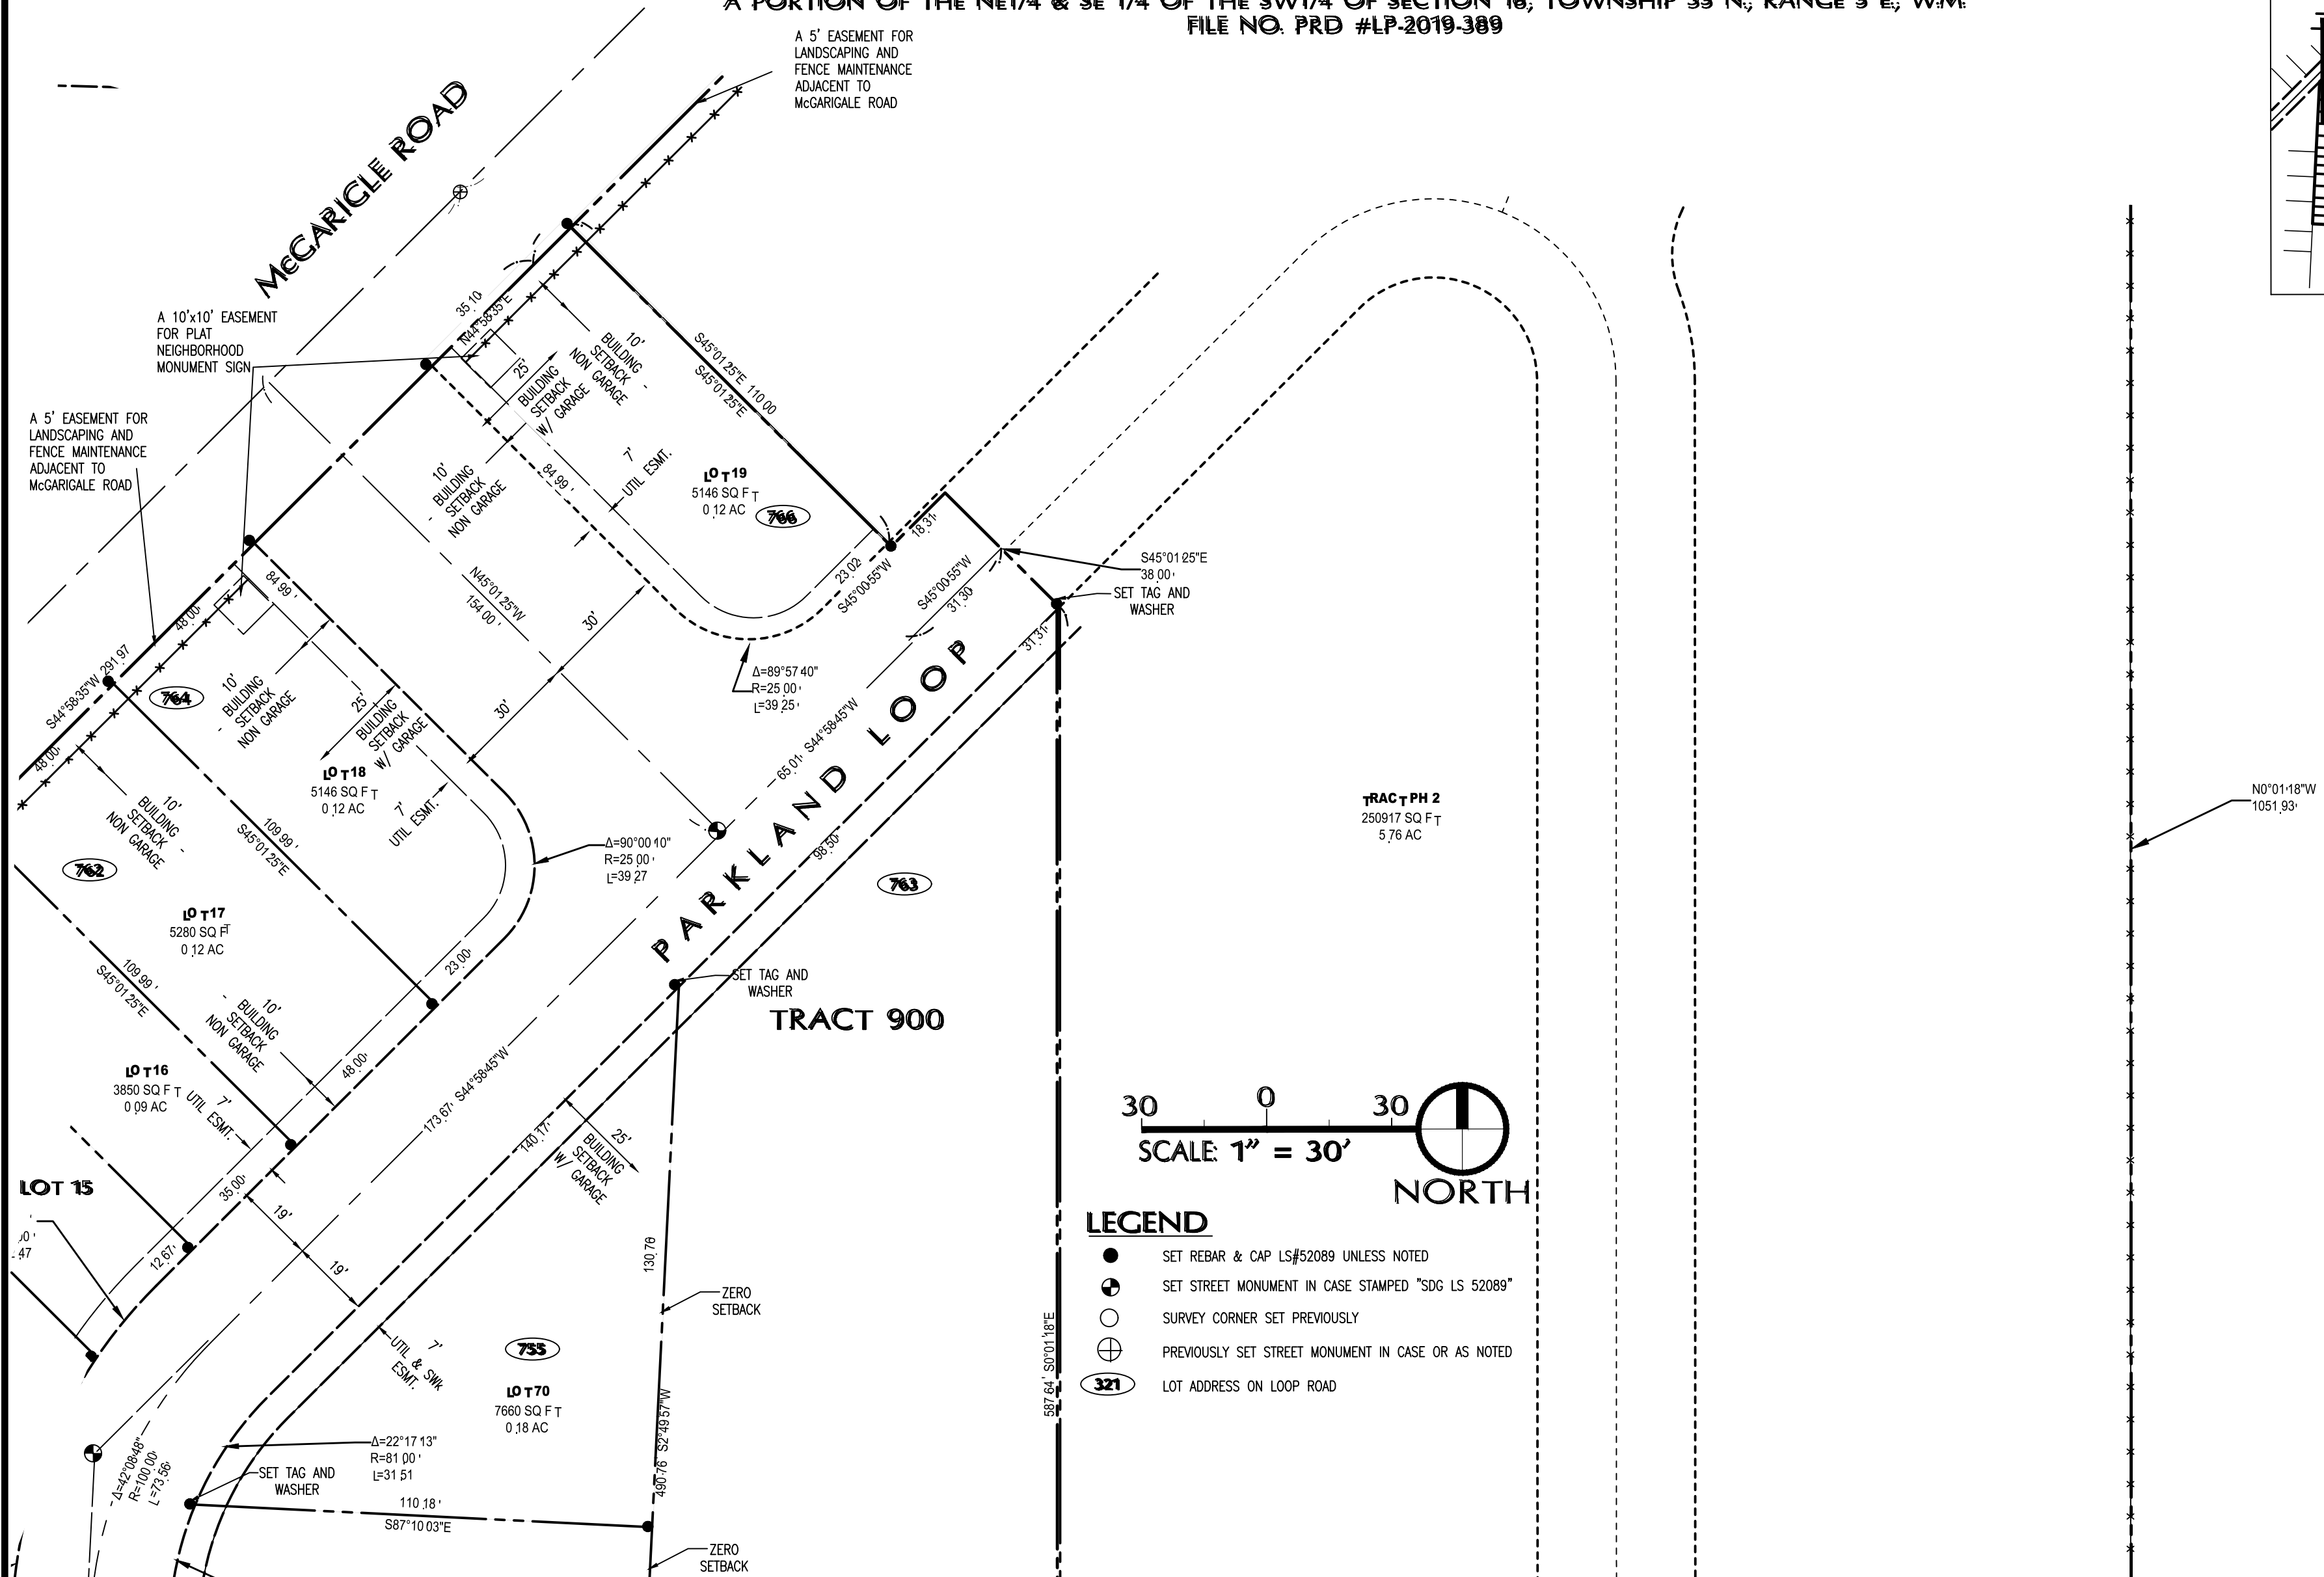 A PORTION OF THE NE1/4 & SE 1/4 OF THE SW1/4 OF SECTION 16, TOWNSHIP 35 N., RANGE 5 E., W.M.
FILE NO. PRD #LP-2019-389
A 5' EASEMENT FOR
LANDSCAPING AND
FENCE MAINTENANCE
ADJACENT TO
McGARIGALE ROAD
McGARIGLE ROAD
A 10'x10' EASEMENT
FOR PLAT
NEIGHBORHOOD
MONUMENT SIGN
A 5' EASEMENT FOR
LANDSCAPING AND
FENCE MAINTENANCE
ADJACENT TO
McGARIGALE ROAD
35.10'
N44°58'35"E
25'
BUILDING
SETBACK
W/ GARAGE
10'
BUILDING
SETBACK -
NON GARAGE
S45°01'25"E 110.00
S45°01'25"E
10'
BUILDING
- SETBACK
NON GARAGE
84.99'
7'
UTIL ESMT.
LOT 19
5146 SQ FT
0.12 AC
766
18.31'
23.02'
S45°00'55"W
S45°00'55"W
31.30'
S45°01'25"E
38.00'
SET TAG AND
WASHER
31.31'
N45°01'25"W
154.00'
30'
30'
Δ=89°57'40"
R=25.00'
L=39.25'
84.99'
48.00'
S44°58'35"W 291.97
48.00'
764
10'
BUILDING
- SETBACK
NON GARAGE
25'
BUILDING
SETBACK
W/ GARAGE
LOT 18
5146 SQ FT
0.12 AC
7'
UTIL ESMT.
10'
BUILDING
SETBACK -
NON GARAGE
109.99'
S45°01'25"E
762
LOT 17
5280 SQ FT
0.12 AC
Δ=90°00'10"
R=25.00'
L=39.27
65.01' S44°58'45"W
PARKLAND LOOP
98.50'
763
TRACT PH 2
250917 SQ FT
5.76 AC
N0°01'18"W
1051.93'
23.00'
SET TAG AND
WASHER
TRACT 900
109.99'
S45°01'25"E
10'
- BUILDING
SETBACK
NON GARAGE
LOT 16
3850 SQ FT
0.09 AC
7'
UTIL ESMT.
48.00'
173.67' S44°58'45"W
140.17'
25'
BUILDING
SETBACK
W/ GARAGE
30 0 30
SCALE: 1" = 30'
NORTH
LOT 15
35.00'
19'
19'
12.67'
130.76
ZERO
SETBACK
LEGEND
SET REBAR & CAP LS#52089 UNLESS NOTED
SET STREET MONUMENT IN CASE STAMPED "SDG LS 52089"
SURVEY CORNER SET PREVIOUSLY
PREVIOUSLY SET STREET MONUMENT IN CASE OR AS NOTED
321 LOT ADDRESS ON LOOP ROAD
587.64' S0°01'18"E
7'
UTIL & SWk
ESMT.
755
LOT 70
7660 SQ FT
0.18 AC
490.76 S2°49'57"W
Δ=22°17'13"
R=81.00'
L=31.51
Δ=42°08'48"
R=100.00'
L=73.56'
SET TAG AND
WASHER
110.18'
S87°10'03"E
ZERO
SETBACK